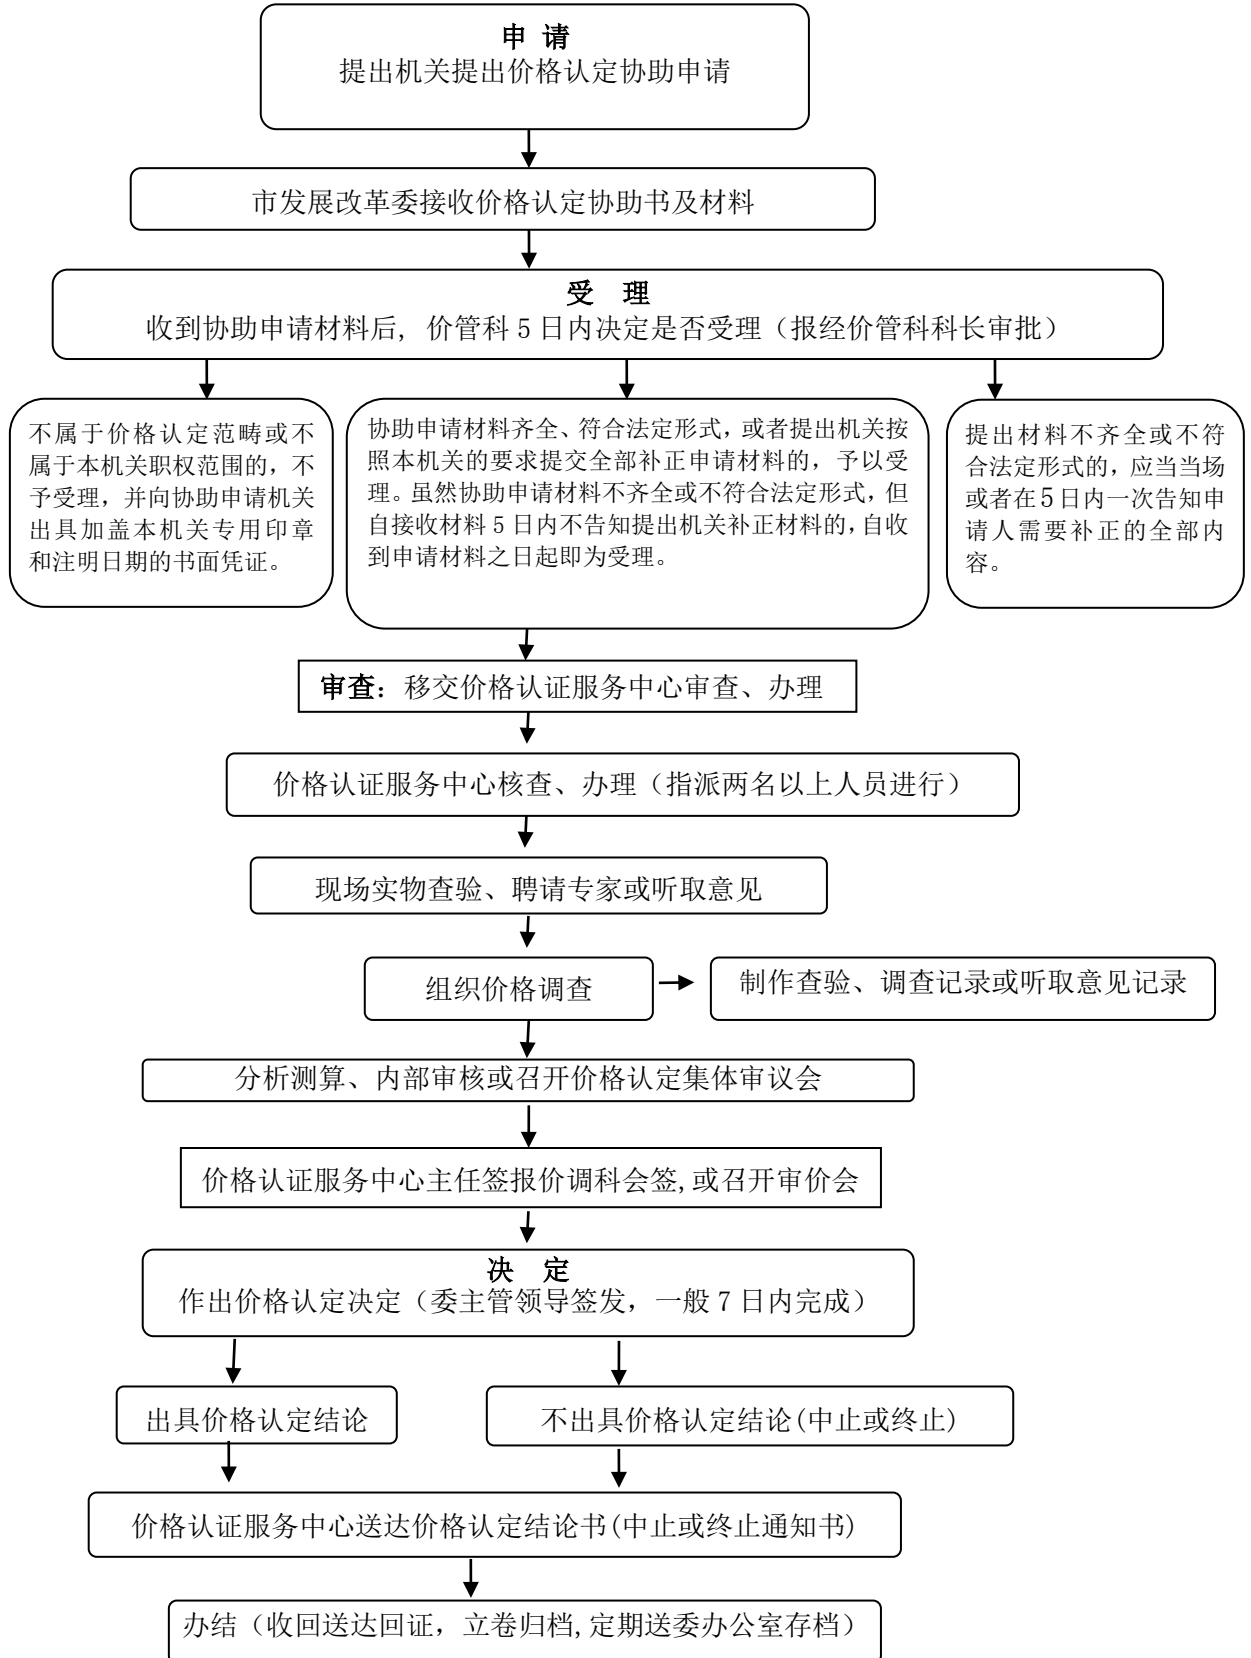 申 请
提出机关提出价格认定协助申请
市发展改革委接收价格认定协助书及材料
受 理
收到协助申请材料后, 价管科 5 日内决定是否受理（报经价管科科长审批）
不属于价格认定范畴或不
属于本机关职权范围的，不
予受理，并向协助申请机关
出具加盖本机关专用印章
和注明日期的书面凭证。
协助申请材料齐全、符合法定形式，或者提出机关按
照本机关的要求提交全部补正申请材料的，予以受
理。虽然协助申请材料不齐全或不符合法定形式，但
自接收材料 5 日内不告知提出机关补正材料的，自收
到申请材料之日起即为受理。
提出材料不齐全或不符
合法定形式的，应当当场
或者在 5 日内一次告知申
请人需要补正的全部内
容。
审查：移交价格认证服务中心审查、办理
价格认证服务中心核查、办理（指派两名以上人员进行）
现场实物查验、聘请专家或听取意见
组织价格调查
制作查验、调查记录或听取意见记录
分析测算、内部审核或召开价格认定集体审议会
价格认证服务中心主任签报价调科会签,或召开审价会
决 定
作出价格认定决定（委主管领导签发，一般 7 日内完成）
出具价格认定结论
不出具价格认定结论(中止或终止)
价格认证服务中心送达价格认定结论书(中止或终止通知书)
办结（收回送达回证，立卷归档,定期送委办公室存档）